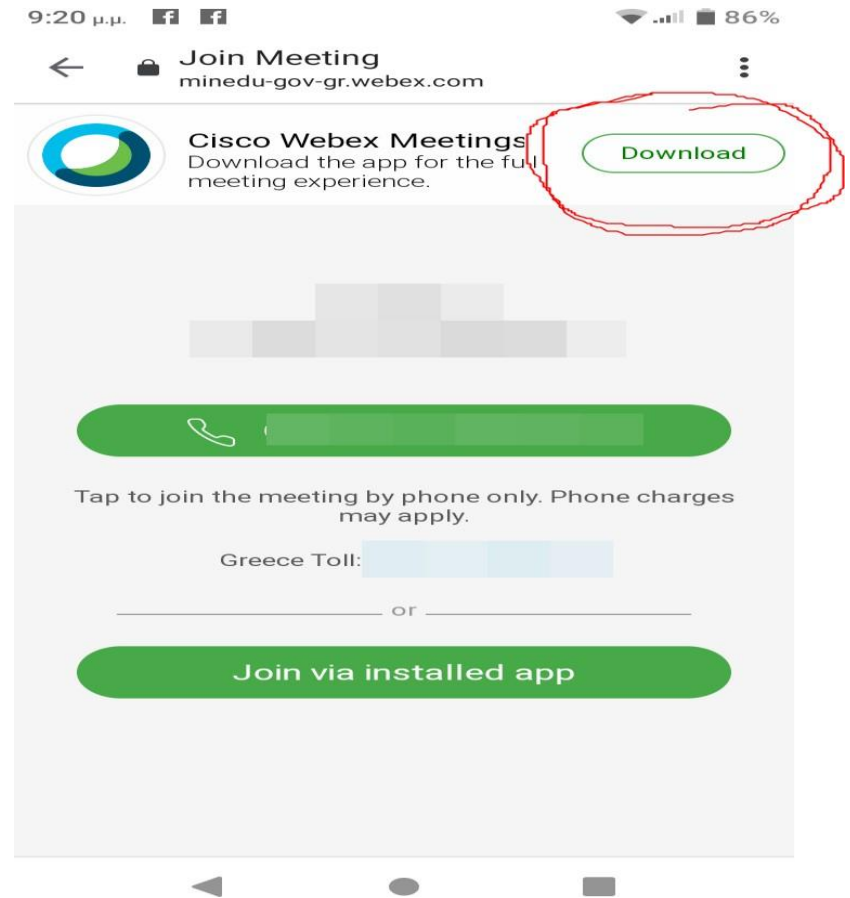 9:20 μ.μ.
86%
Join Meeting
minedu-gov-gr.webex.com
Cisco Webex Meetings
Download the app for the full
meeting experience.
Download
Tap to join the meeting by phone only. Phone charges
may apply.
Greece Toll:
or
Join via installed app